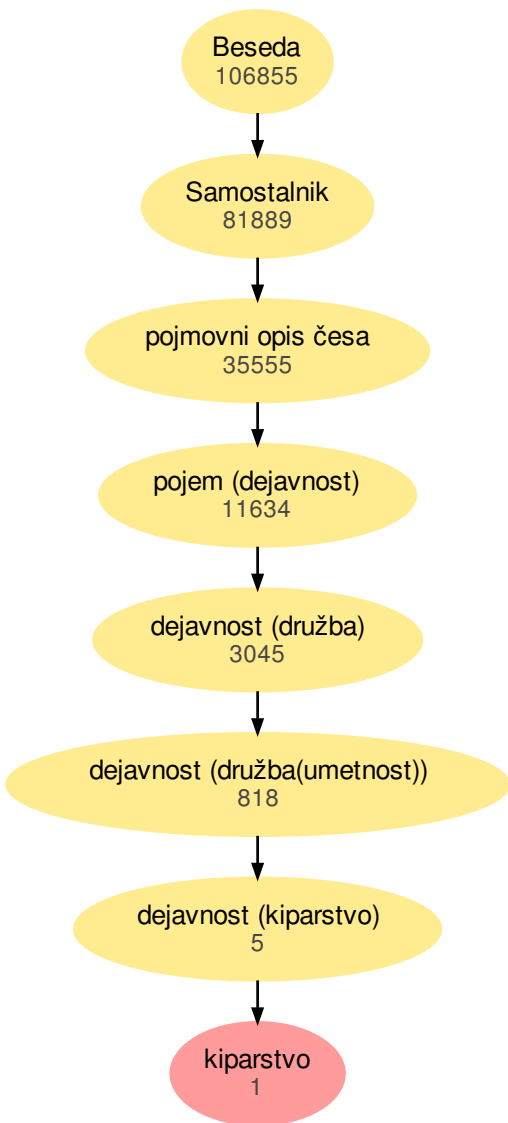 Beseda
106855
Samostalnik
81889
pojmovni opis česa
35555
pojem (dejavnost)
11634
dejavnost (družba)
3045
dejavnost (družba(umetnost))
818
dejavnost (kiparstvo)
5
kiparstvo
1